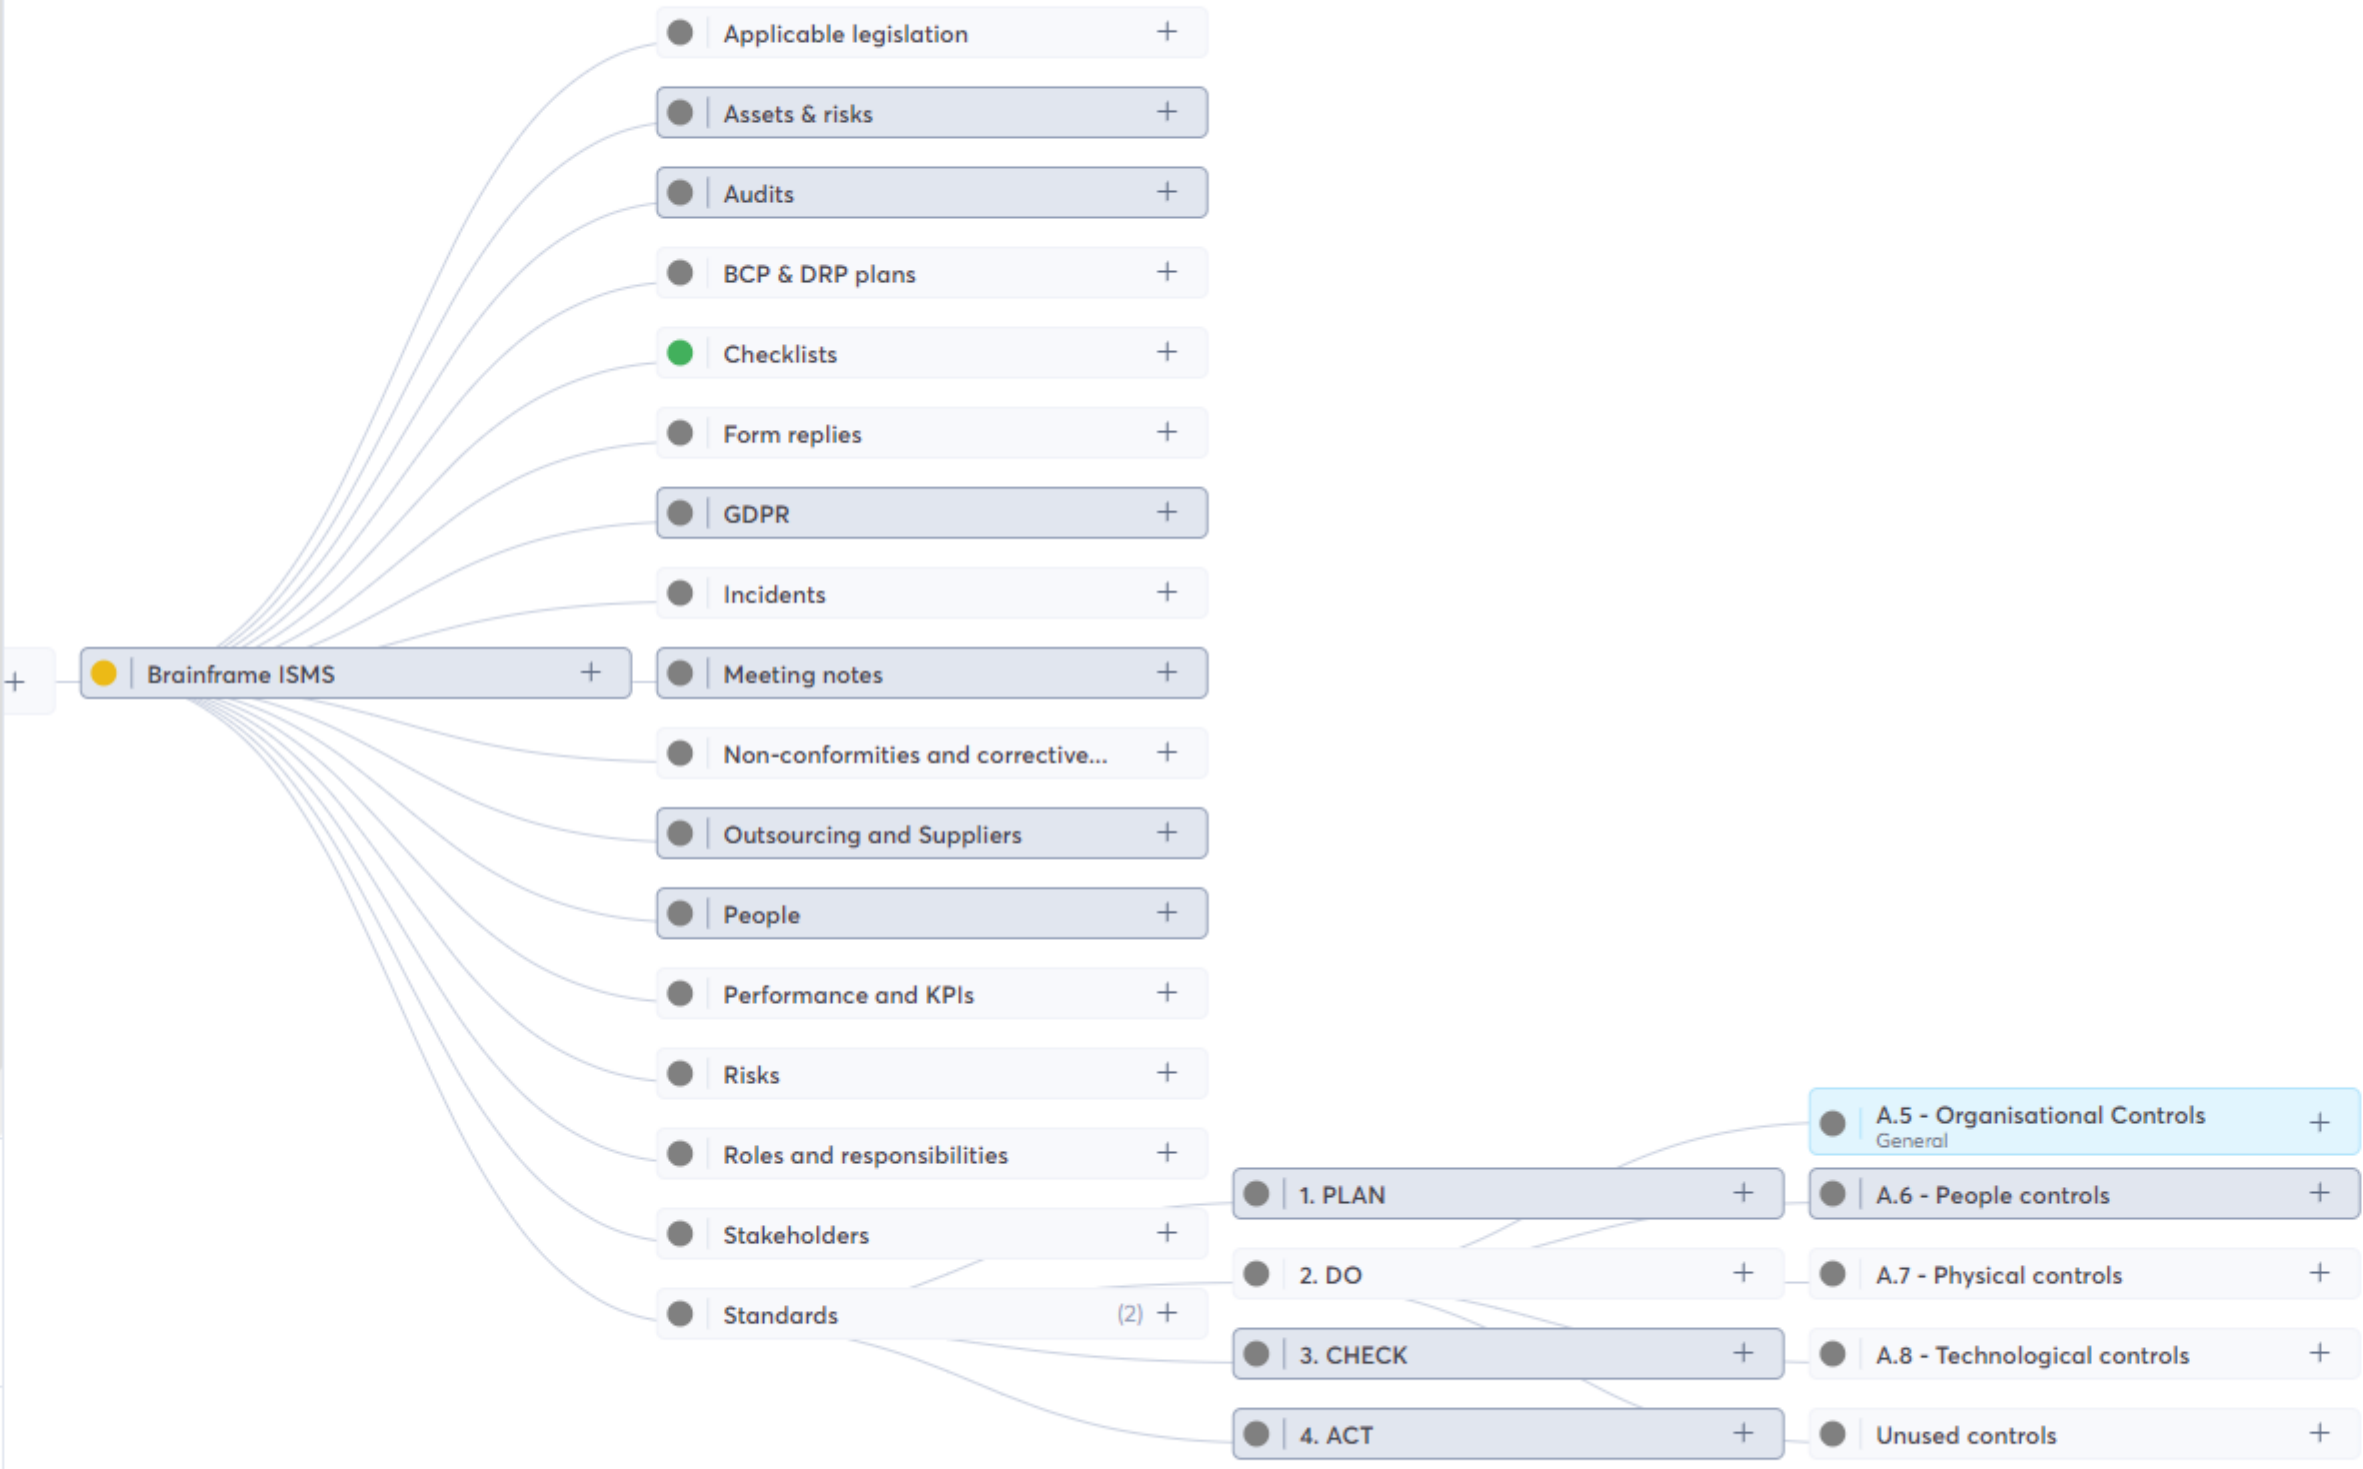 Applicable legislation
Assets & risks
Audits
BCP & DRP plans
Checklists
Form replies
GDPR
Incidents
Brainframe ISMS
Meeting notes
Non-conformities and corrective...
Outsourcing and Suppliers
People
Performance and KPIs
Risks
Roles and responsibilities
Stakeholders
Standards (2)
1. PLAN
2. DO
3. CHECK
4. ACT
A.5 - Organisational Controls
General
A.6 - People controls
A.7 - Physical controls
A.8 - Technological controls
Unused controls